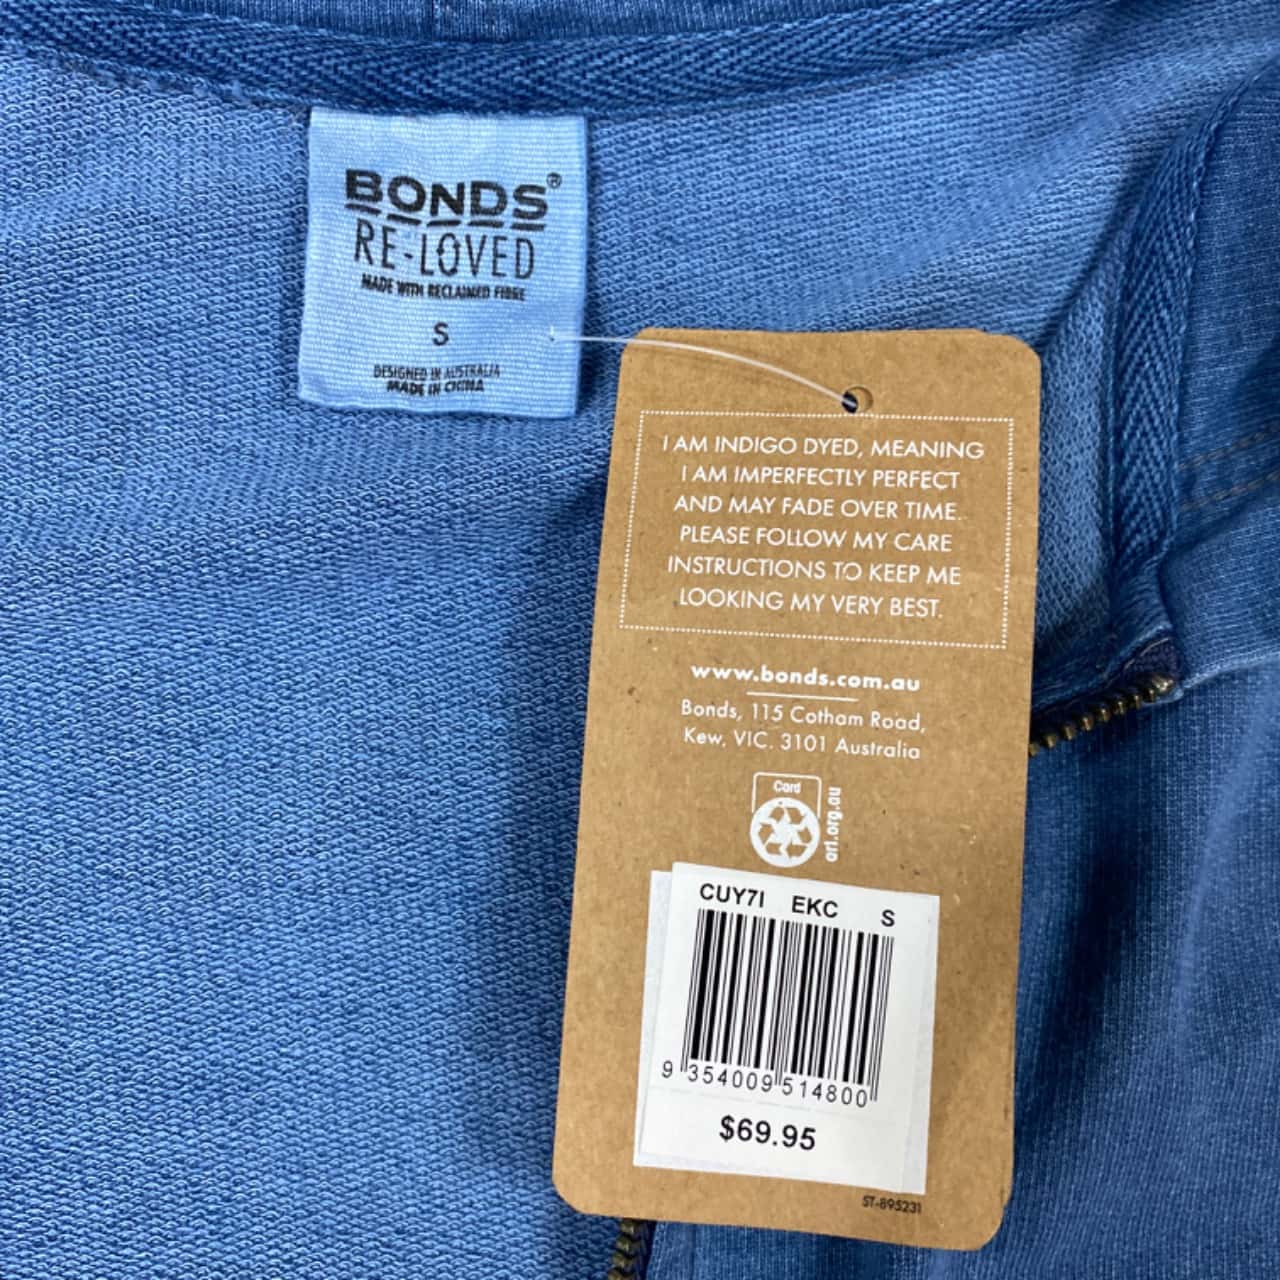 BONDS®
RE-LOVED
MADE WITH RECLAIMED FIBRE
S
DESIGNED IN AUSTRALIA
MADE IN CHINA
I AM INDIGO DYED, MEANING
I AM IMPERFECTLY PERFECT
AND MAY FADE OVER TIME.
PLEASE FOLLOW MY CARE
INSTRUCTIONS TO KEEP ME
LOOKING MY VERY BEST.
www.bonds.com.au
Bonds, 115 Cotham Road,
Kew, VIC. 3101 Australia
Card
arl.org.au
CUY7I EKC S
9 354009 514800
$69.95
ST-895231